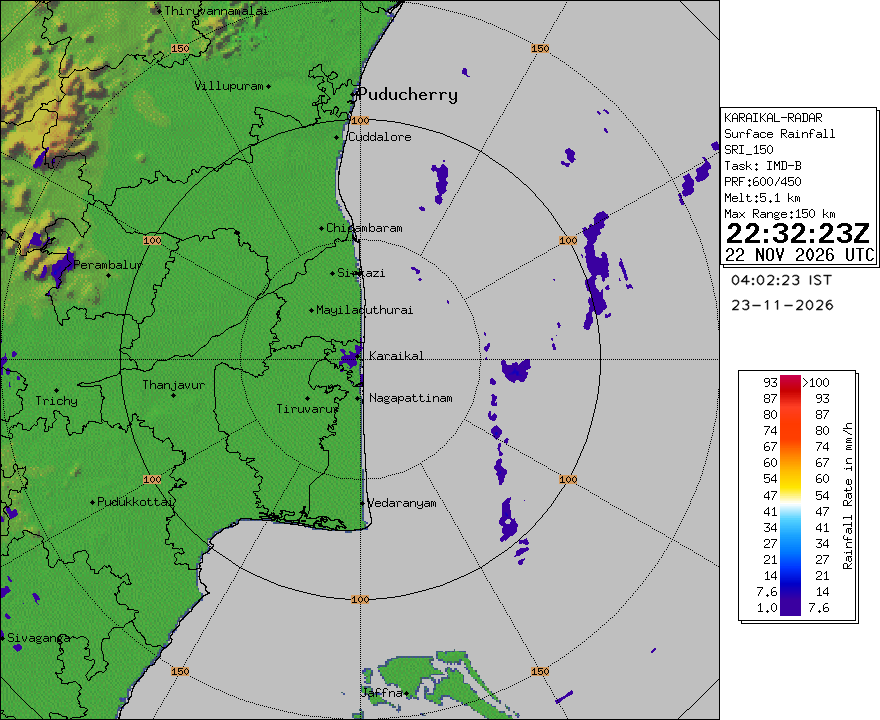 Thiruvannamalai
150
150
Villupuram
Puducherry
100
Cuddalore
Chidambaram
100
100
Perambalur
Sirkazi
Mayiladuthurai
Karaikal
Thanjavur
Trichy
Tiruvarur
Nagapattinam
100
100
Pudukkottai
Vedaranyam
100
Sivaganga
150
150
Jaffna
KARAIKAL-RADAR
Surface Rainfall
SRI_150
Task: IMD-B
PRF:600/450
Melt:5.1 km
Max Range:150 km
22:32:23Z
22 NOV 2026 UTC
04:02:23 IST
23-11-2026
93 >100
87 93
80 87
74 80
67 74
60 67
54 60
47 54
41 47
34 41
27 34
21 27
14 21
7.6 14
1.0 7.6
Rainfall Rate in mm/h